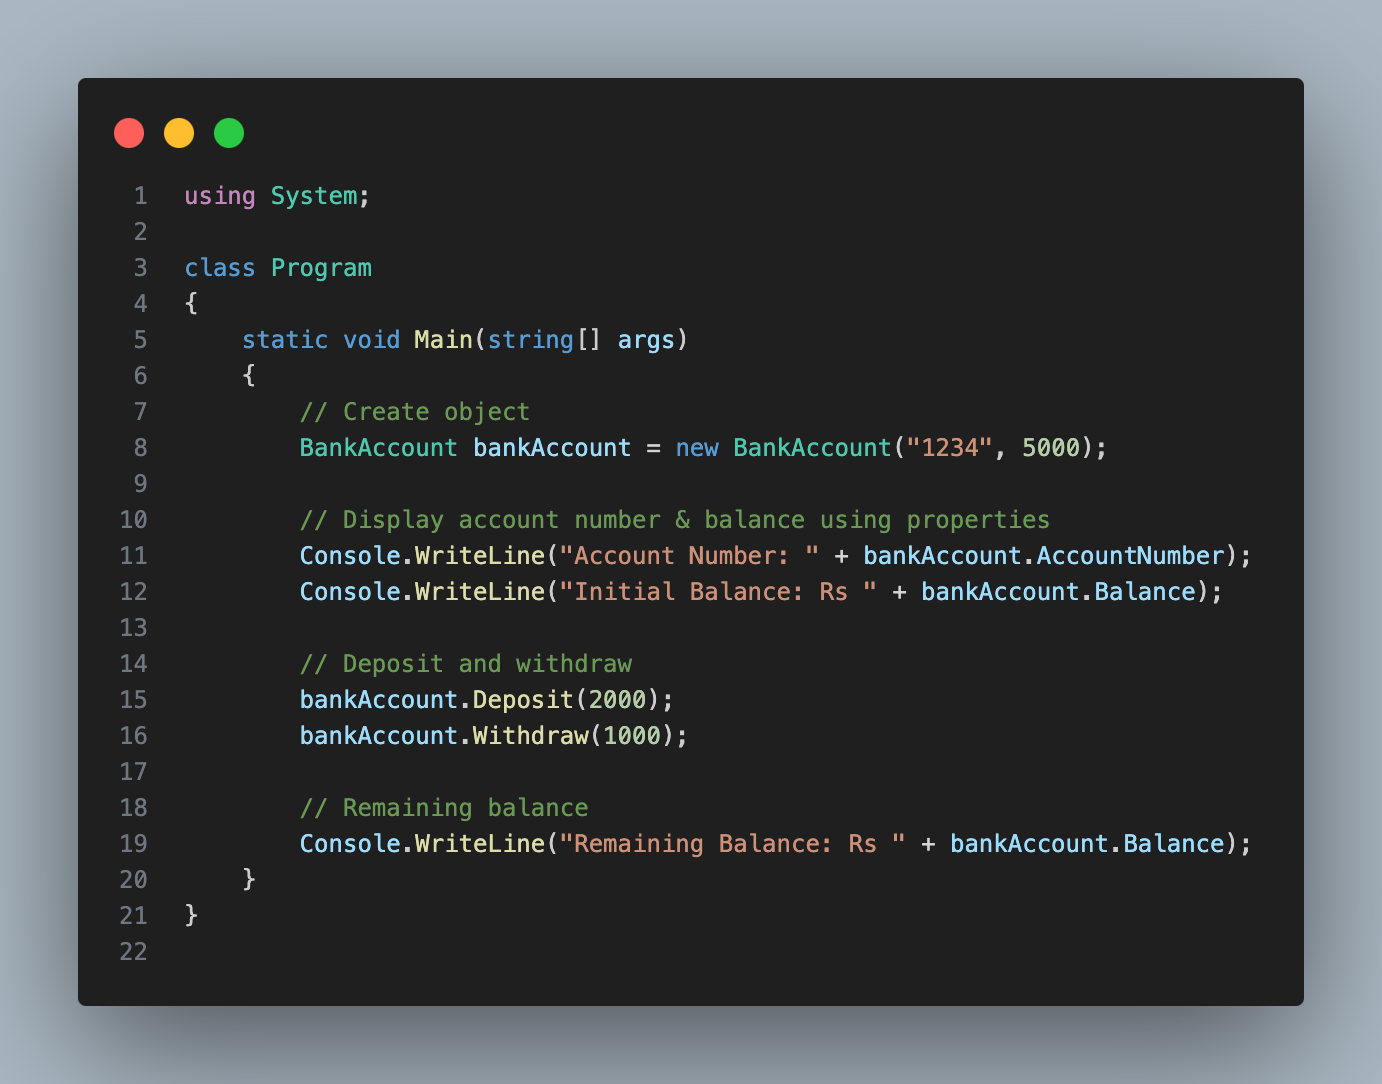 1 using System;
2
3 class Program
4 {
5     static void Main(string[] args)
6     {
7         // Create object
8         BankAccount bankAccount = new BankAccount("1234", 5000);
9
10         // Display account number & balance using properties
11         Console.WriteLine("Account Number: " + bankAccount.AccountNumber);
12         Console.WriteLine("Initial Balance: Rs " + bankAccount.Balance);
13
14         // Deposit and withdraw
15         bankAccount.Deposit(2000);
16         bankAccount.Withdraw(1000);
17
18         // Remaining balance
19         Console.WriteLine("Remaining Balance: Rs " + bankAccount.Balance);
20     }
21 }
22